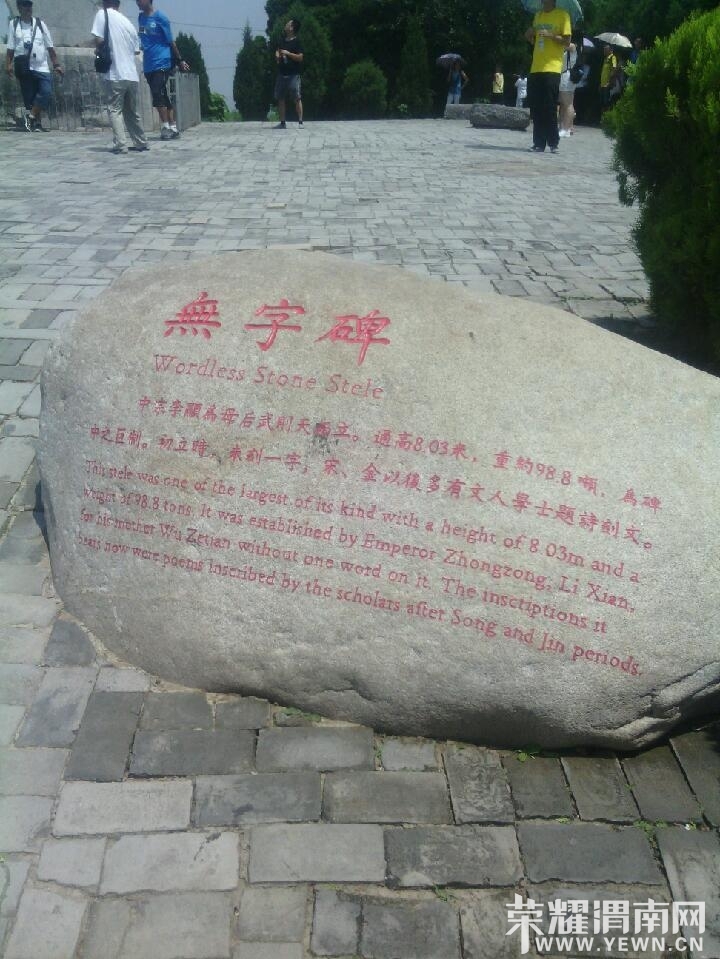 無字碑
Wordless Stone Stele
中宗李顯為母后武則天所立。通高8.03米，重約98.8噸，為碑
中之巨制。初立時，未刻一字；宋、金以後多有文人學士題詩刻文。
This stele was one of the largest of its kind with a height of 8.03m and a
weight of 98.8 tons. It was established by Emperor Zhongzong, Li Xian,
for his mother Wu Zetian without one word on it. The insctiptions it
bears now were poems inscribed by the scholars after Song and Jin periods.
荣耀渭南网
WWW.YEWN.CN